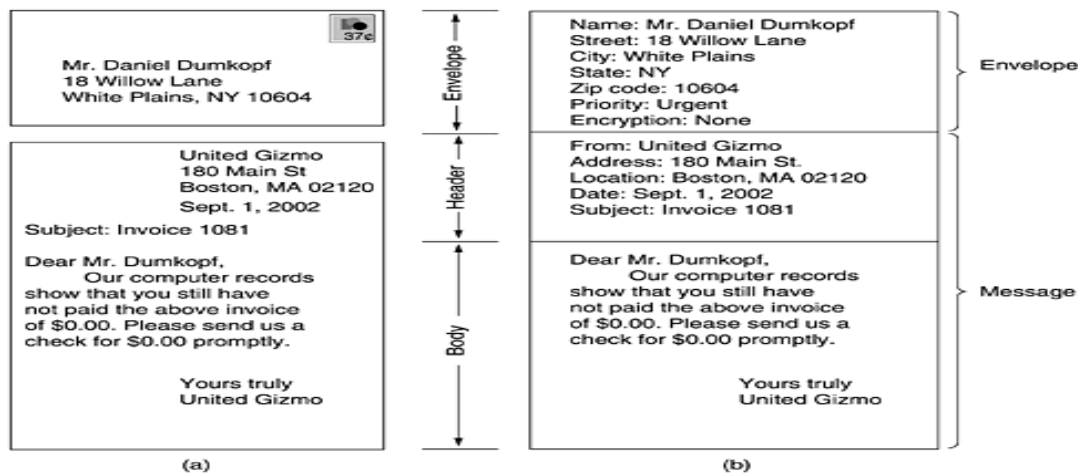 37¢
Mr. Daniel Dumkopf
18 Willow Lane
White Plains, NY 10604
United Gizmo
180 Main St
Boston, MA 02120
Sept. 1, 2002
Subject: Invoice 1081
Dear Mr. Dumkopf,
Our computer records
show that you still have
not paid the above invoice
of $0.00. Please send us a
check for $0.00 promptly.
Yours truly
United Gizmo
(a)
Envelope
Header
Body
Name: Mr. Daniel Dumkopf
Street: 18 Willow Lane
City: White Plains
State: NY
Zip code: 10604
Priority: Urgent
Encryption: None
From: United Gizmo
Address: 180 Main St.
Location: Boston, MA 02120
Date: Sept. 1, 2002
Subject: Invoice 1081
Dear Mr. Dumkopf,
Our computer records
show that you still have
not paid the above invoice
of $0.00. Please send us a
check for $0.00 promptly.
Yours truly
United Gizmo
(b)
Envelope
Message